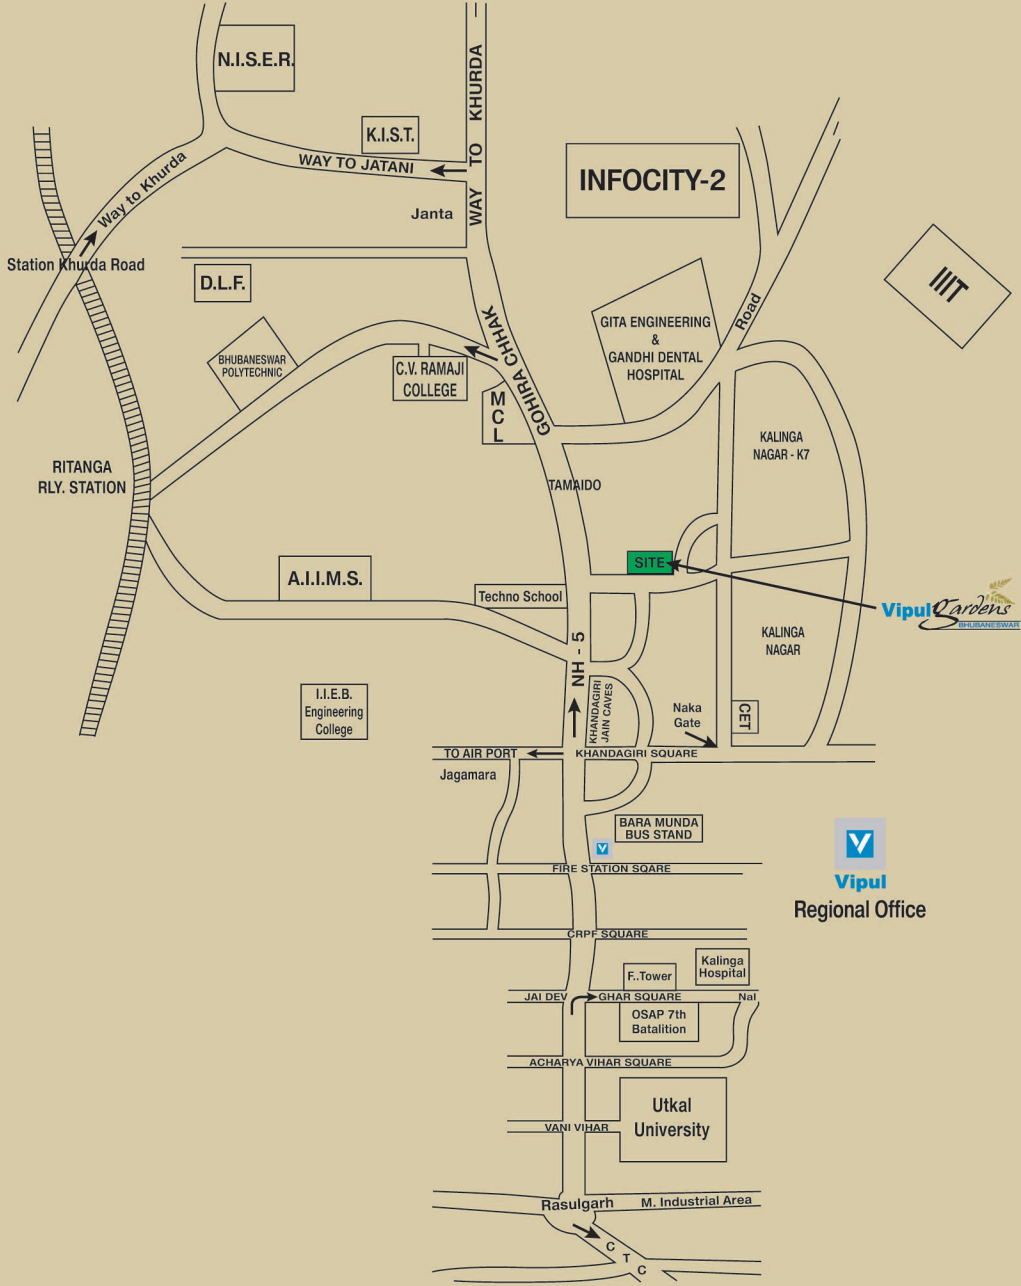 N.I.S.E.R.
K.I.S.T.
WAY TO KHURDA
WAY TO JATANI
INFOCITY-2
Way to Khurda
Janta
IIIT
Station Khurda Road
D.L.F.
Road
GOHIRA CHHAK
GITA ENGINEERING
&
GANDHI DENTAL
HOSPITAL
BHUBANESWAR
POLYTECHNIC
C.V. RAMAJI
COLLEGE
M
C
L
KALINGA
NAGAR - K7
RITANGA
RLY. STATION
TAMAIDO
SITE
A.I.I.M.S.
Techno School
Vipul gardens
BHUBANESWAR
KALINGA
NAGAR
NH - 5
I.I.E.B.
Engineering
College
KHANDAGIRI
JAIN CAVES
Naka
Gate
CET
TO AIR PORT
KHANDAGIRI SQUARE
Jagamara
BARA MUNDA
BUS STAND
FIRE STATION SQARE
Vipul
Regional Office
CRPF SQUARE
Kalinga
Hospital
F..Tower
JAI DEV
GHAR SQUARE
Nal
OSAP 7th
Batalition
ACHARYA VIHAR SQUARE
Utkal
University
VANI VIHAR
Rasulgarh
M. Industrial Area
C
T
C